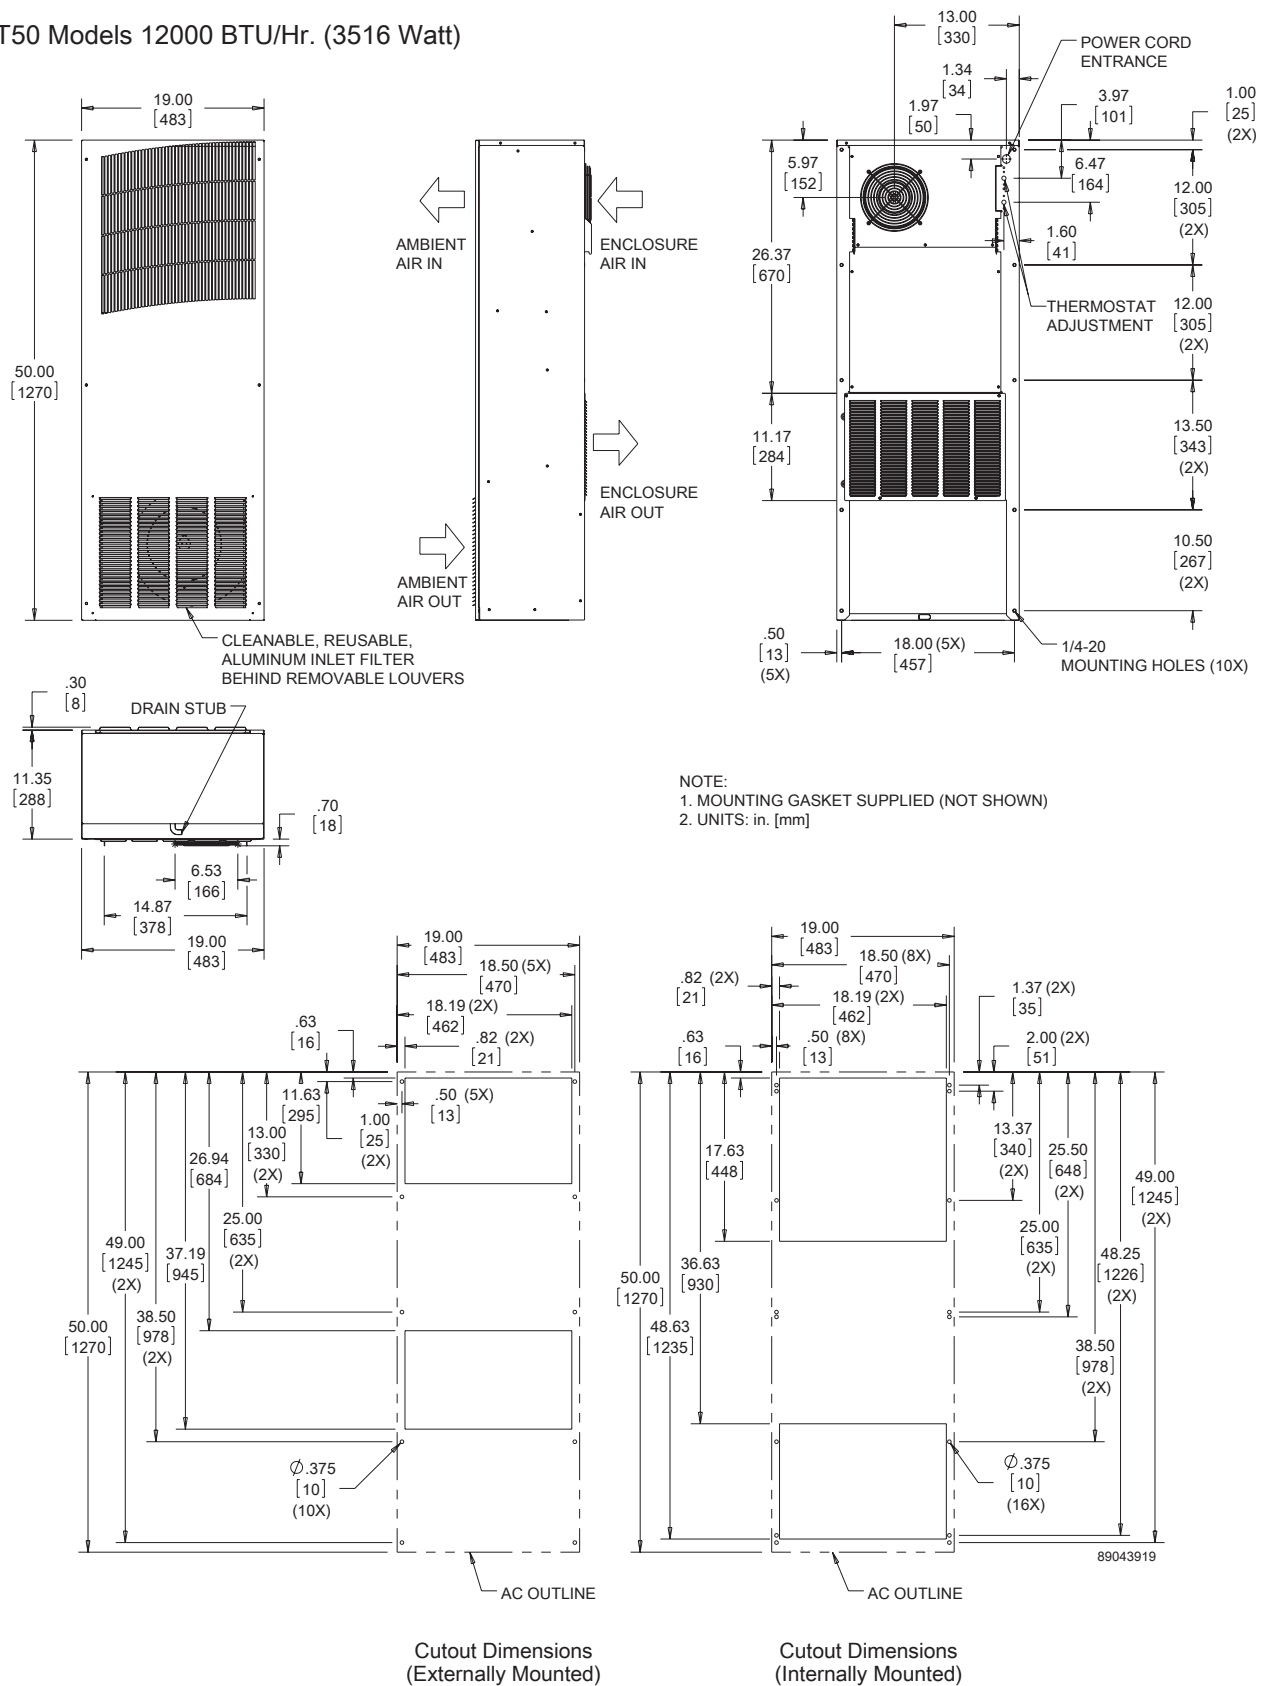 T50 Models 12000 BTU/Hr. (3516 Watt)
19.00
[483]
50.00
[1270]
CLEANABLE, REUSABLE,
ALUMINUM INLET FILTER
BEHIND REMOVABLE LOUVERS
AMBIENT
AIR IN
ENCLOSURE
AIR IN
ENCLOSURE
AIR OUT
AMBIENT
AIR OUT
13.00
[330]
POWER CORD
ENTRANCE
1.34
[34]
1.97
[50]
3.97
[101]
1.00
[25]
(2X)
5.97
[152]
6.47
[164]
12.00
[305]
(2X)
1.60
[41]
26.37
[670]
THERMOSTAT
ADJUSTMENT
12.00
[305]
(2X)
11.17
[284]
13.50
[343]
(2X)
10.50
[267]
(2X)
.50
[13]
(5X)
18.00 (5X)
[457]
1/4-20
MOUNTING HOLES (10X)
.30
[8]
DRAIN STUB
11.35
[288]
.70
[18]
6.53
[166]
14.87
[378]
19.00
[483]
NOTE:
1. MOUNTING GASKET SUPPLIED (NOT SHOWN)
2. UNITS: in. [mm]
19.00
[483]
18.50 (5X)
[470]
18.19 (2X)
[462]
.63
[16]
.82 (2X)
[21]
.50 (5X)
[13]
11.63
[295]
1.00
[25]
(2X)
13.00
[330]
(2X)
26.94
[684]
25.00
[635]
(2X)
49.00
[1245]
(2X)
37.19
[945]
38.50
[978]
(2X)
50.00
[1270]
Ø.375
[10]
(10X)
AC OUTLINE
Cutout Dimensions
(Externally Mounted)
19.00
[483]
18.50 (8X)
[470]
.82 (2X)
[21]
18.19 (2X)
[462]
1.37 (2X)
[35]
.63
[16]
.50 (8X)
[13]
2.00 (2X)
[51]
17.63
[448]
13.37
[340]
(2X)
25.50
[648]
(2X)
49.00
[1245]
(2X)
25.00
[635]
(2X)
36.63
[930]
48.25
[1226]
(2X)
50.00
[1270]
48.63
[1235]
38.50
[978]
(2X)
Ø.375
[10]
(16X)
89043919
AC OUTLINE
Cutout Dimensions
(Internally Mounted)